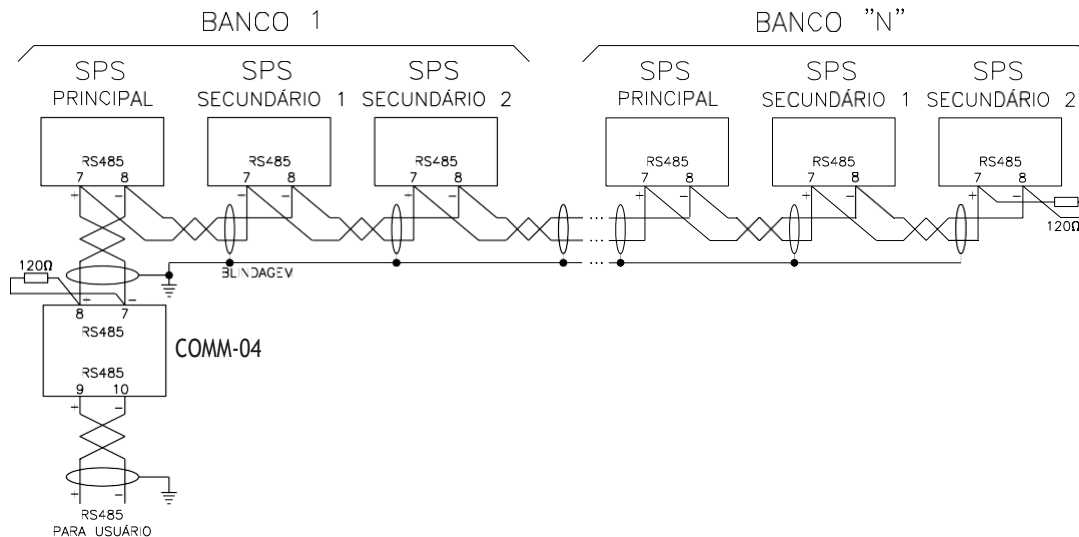 BANCO 1
BANCO "N"
SPS
PRINCIPAL
SPS
SECUNDÁRIO 1
SPS
SECUNDÁRIO 2
SPS
PRINCIPAL
SPS
SECUNDÁRIO 1
SPS
SECUNDÁRIO 2
RS485
7 8
+ -
RS485
7 8
+ -
RS485
7 8
+ -
RS485
7 8
+ -
RS485
7 8
+ -
RS485
7 8
+ -
120Ω
... ...
BLINDAGEM
120Ω
+ -
8 7
RS485
COMM-04
RS485
9 10
+ -
+ -
RS485
PARA USUÁRIO